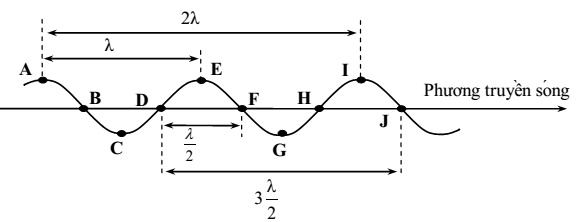 2λ
λ
A E I
B D F H J
Phương truyền sóng
C G
λ/2
3 λ/2